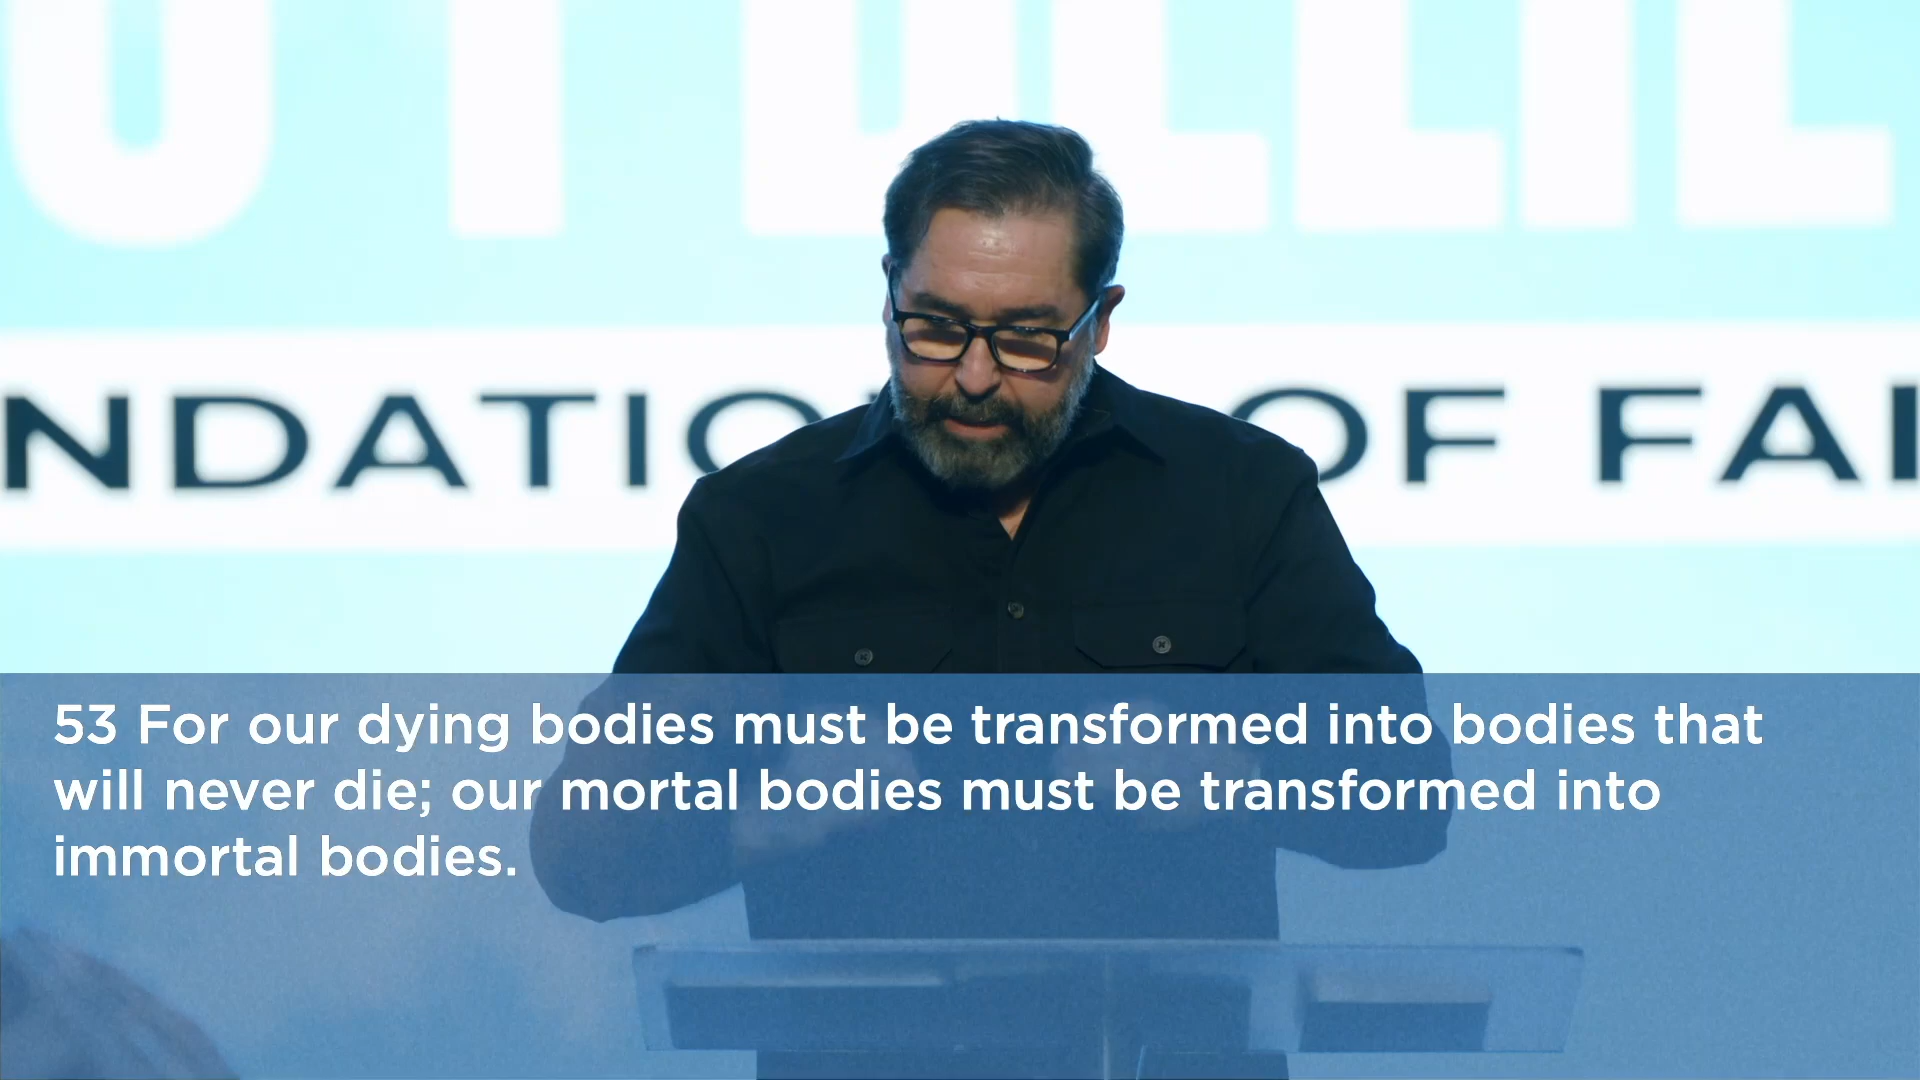 NDATIO OF FAI
53 For our dying bodies must be transformed into bodies that
will never die; our mortal bodies must be transformed into
immortal bodies.